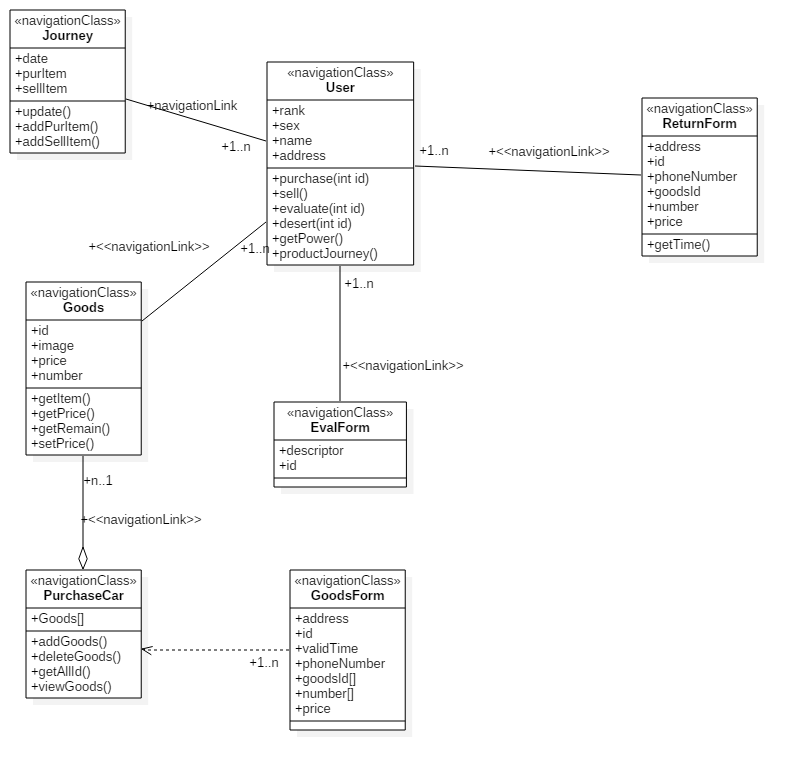 «navigationClass»
Journey
+date
+purItem
+sellItem
+update()
+addPurItem()
+addSellItem()
+navigationLink
+1..n
«navigationClass»
User
+rank
+sex
+name
+address
+purchase(int id)
+sell()
+evaluate(int id)
+desert(int id)
+getPower()
+productJourney()
+1..n
+<<navigationLink>>
«navigationClass»
ReturnForm
+address
+id
+phoneNumber
+goodsId
+number
+price
+getTime()
+<<navigationLink>>
+1..n
+1..n
+<<navigationLink>>
«navigationClass»
Goods
+id
+image
+price
+number
+getItem()
+getPrice()
+getRemain()
+setPrice()
«navigationClass»
EvalForm
+descriptor
+id
+n..1
+<<navigationLink>>
«navigationClass»
PurchaseCar
+Goods[]
+addGoods()
+deleteGoods()
+getAllId()
+viewGoods()
+1..n
«navigationClass»
GoodsForm
+address
+id
+validTime
+phoneNumber
+goodsId[]
+number[]
+price